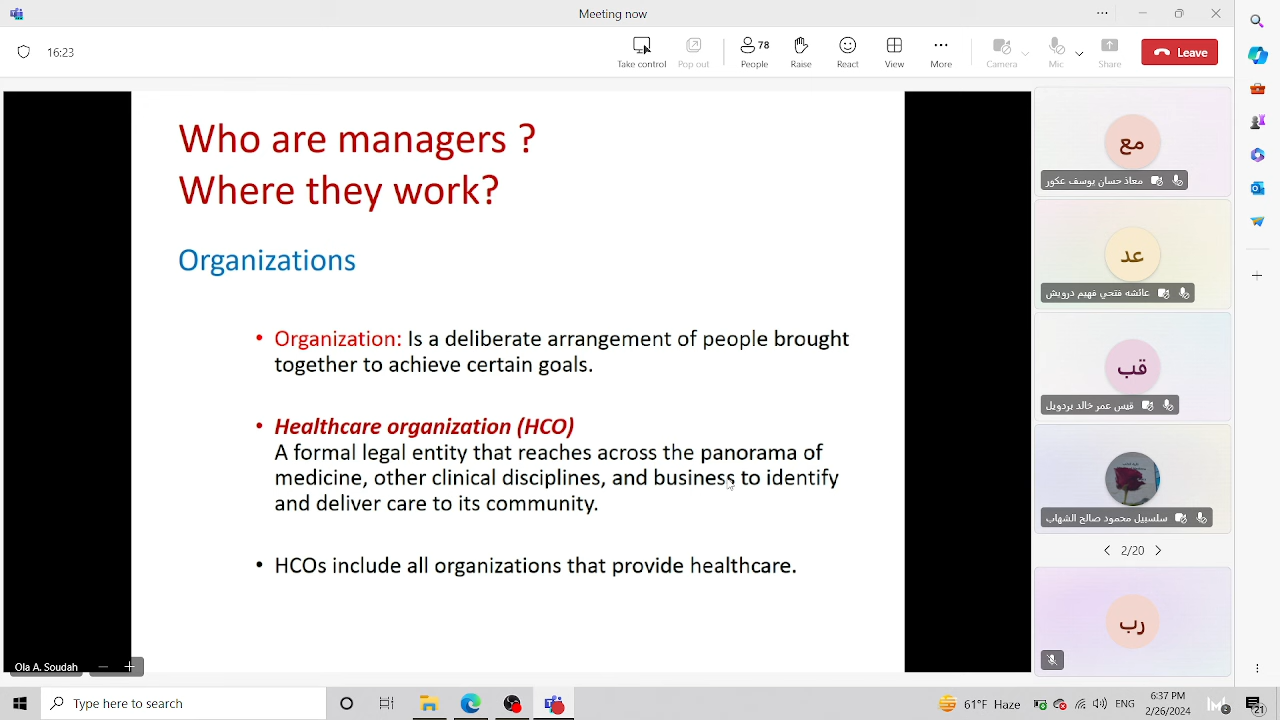 Meeting now
16:23
Take control
Pop out
78
People
Raise
React
View
More
Camera
Mic
Share
Leave
Who are managers ?
Where they work?
Organizations
• Organization: Is a deliberate arrangement of people brought
together to achieve certain goals.
• Healthcare organization (HCO)
A formal legal entity that reaches across the panorama of
medicine, other clinical disciplines, and business to identify
and deliver care to its community.
• HCOs include all organizations that provide healthcare.
Ola A. Soudah
مع
معاذ حسان يوسف عكور
عد
عائشه فتحي فهيم درويش
قب
قيس عمر خالد بردويل
سلسبيل محمود صالح الشهاب
2/20
رب
Type here to search
61°F Haze
ENG
6:37 PM
2/26/2024
2
21